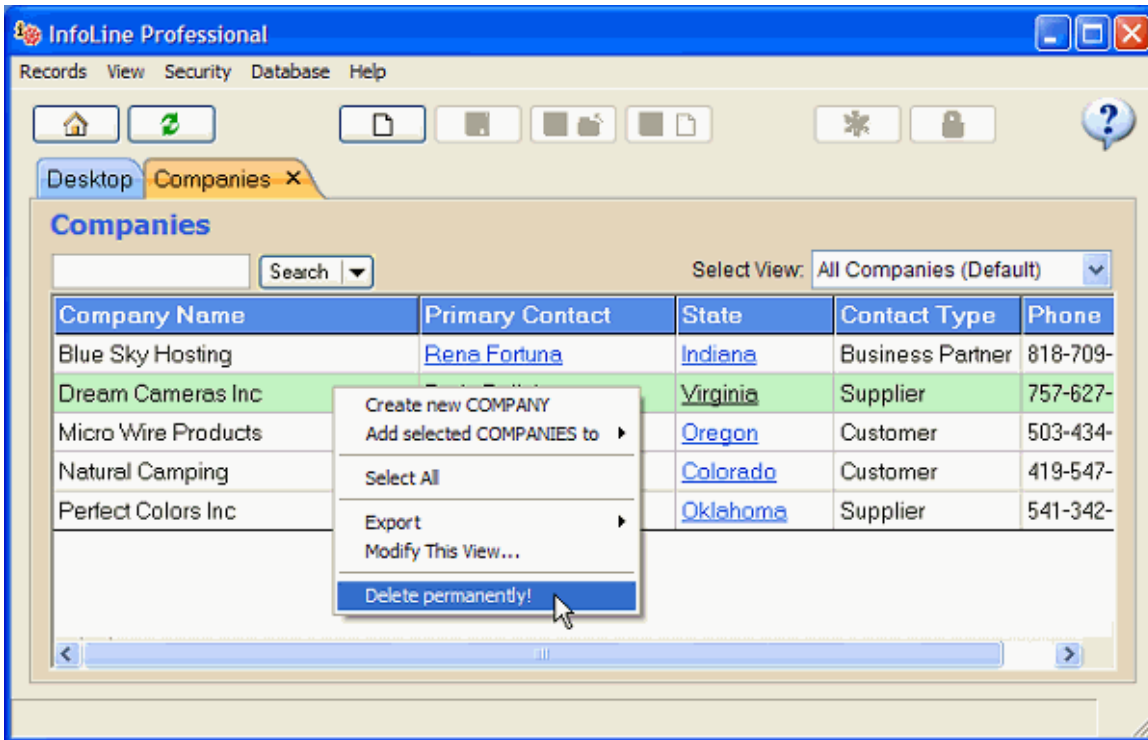 InfoLine Professional
Records View Security Database Help
Desktop Companies
Companies
Search Select View: All Companies (Default)
Company Name Primary Contact State Contact Type Phone
Blue Sky Hosting Rena Fortuna Indiana Business Partner 818-709-
Dream Cameras Inc Virginia Supplier 757-627-
Micro Wire Products Oregon Customer 503-434-
Natural Camping Colorado Customer 419-547-
Perfect Colors Inc Oklahoma Supplier 541-342-
Create new COMPANY
Add selected COMPANIES to
Select All
Export
Modify This View...
Delete permanently!